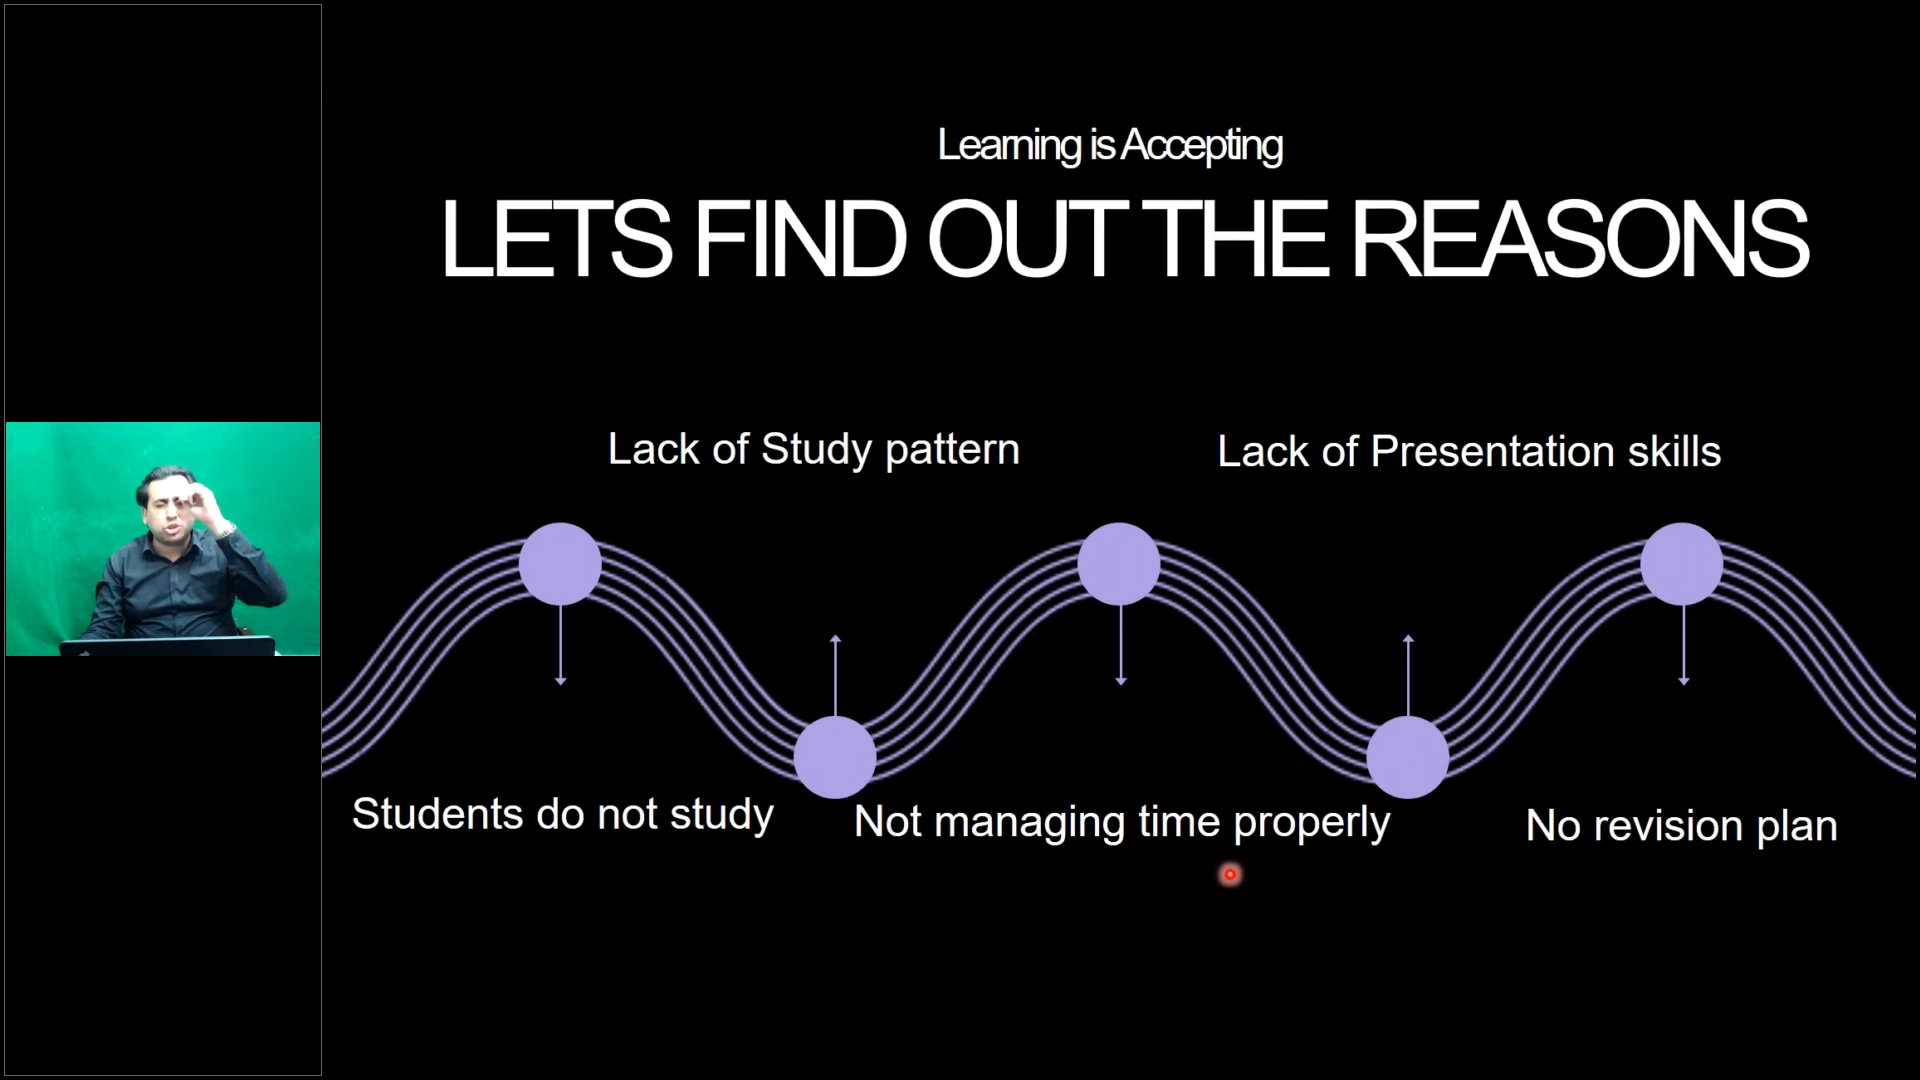 Learning is Accepting
LETS FIND OUT THE REASONS
Lack of Study pattern
Lack of Presentation skills
Students do not study
Not managing time properly
No revision plan